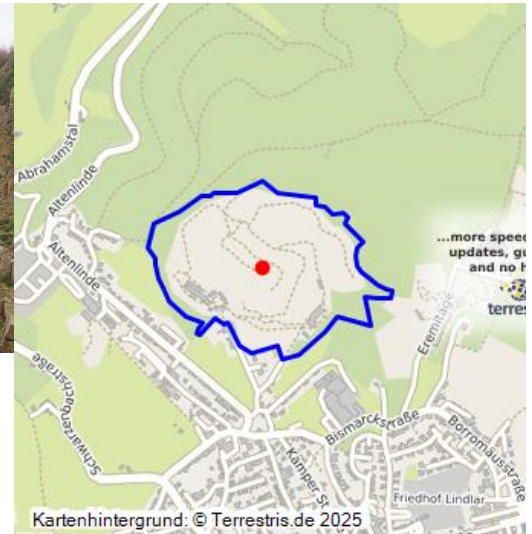 Abrahamstal
Altenlinde
Altenlinde
...more speed
updates, gu
and no h
terres
Eremitage
Schwarzenbachstraße
Bismarckstraße
Borromäusstraße
Kamper St
Friedhof Lindlar
Kartenhintergrund: © Terrestris.de 2025